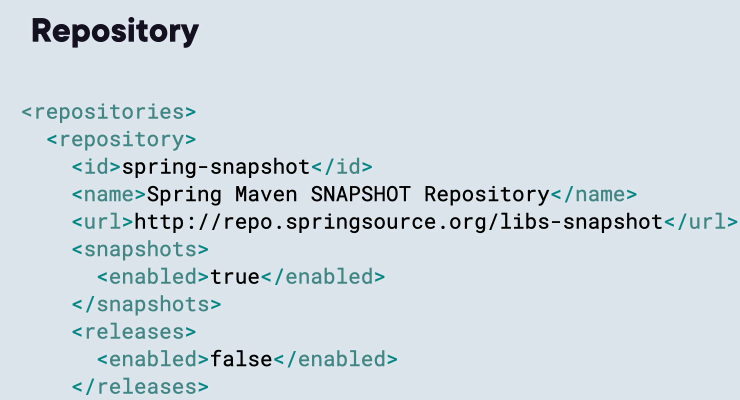 Repository
<repositories>
<repository>
<id>spring-snapshot</id>
<name>Spring Maven SNAPSHOT Repository</name>
<url>http://repo.springsource.org/libs-snapshot</url>
<snapshots>
<enabled>true</enabled>
</snapshots>
<releases>
<enabled>false</enabled>
</releases>